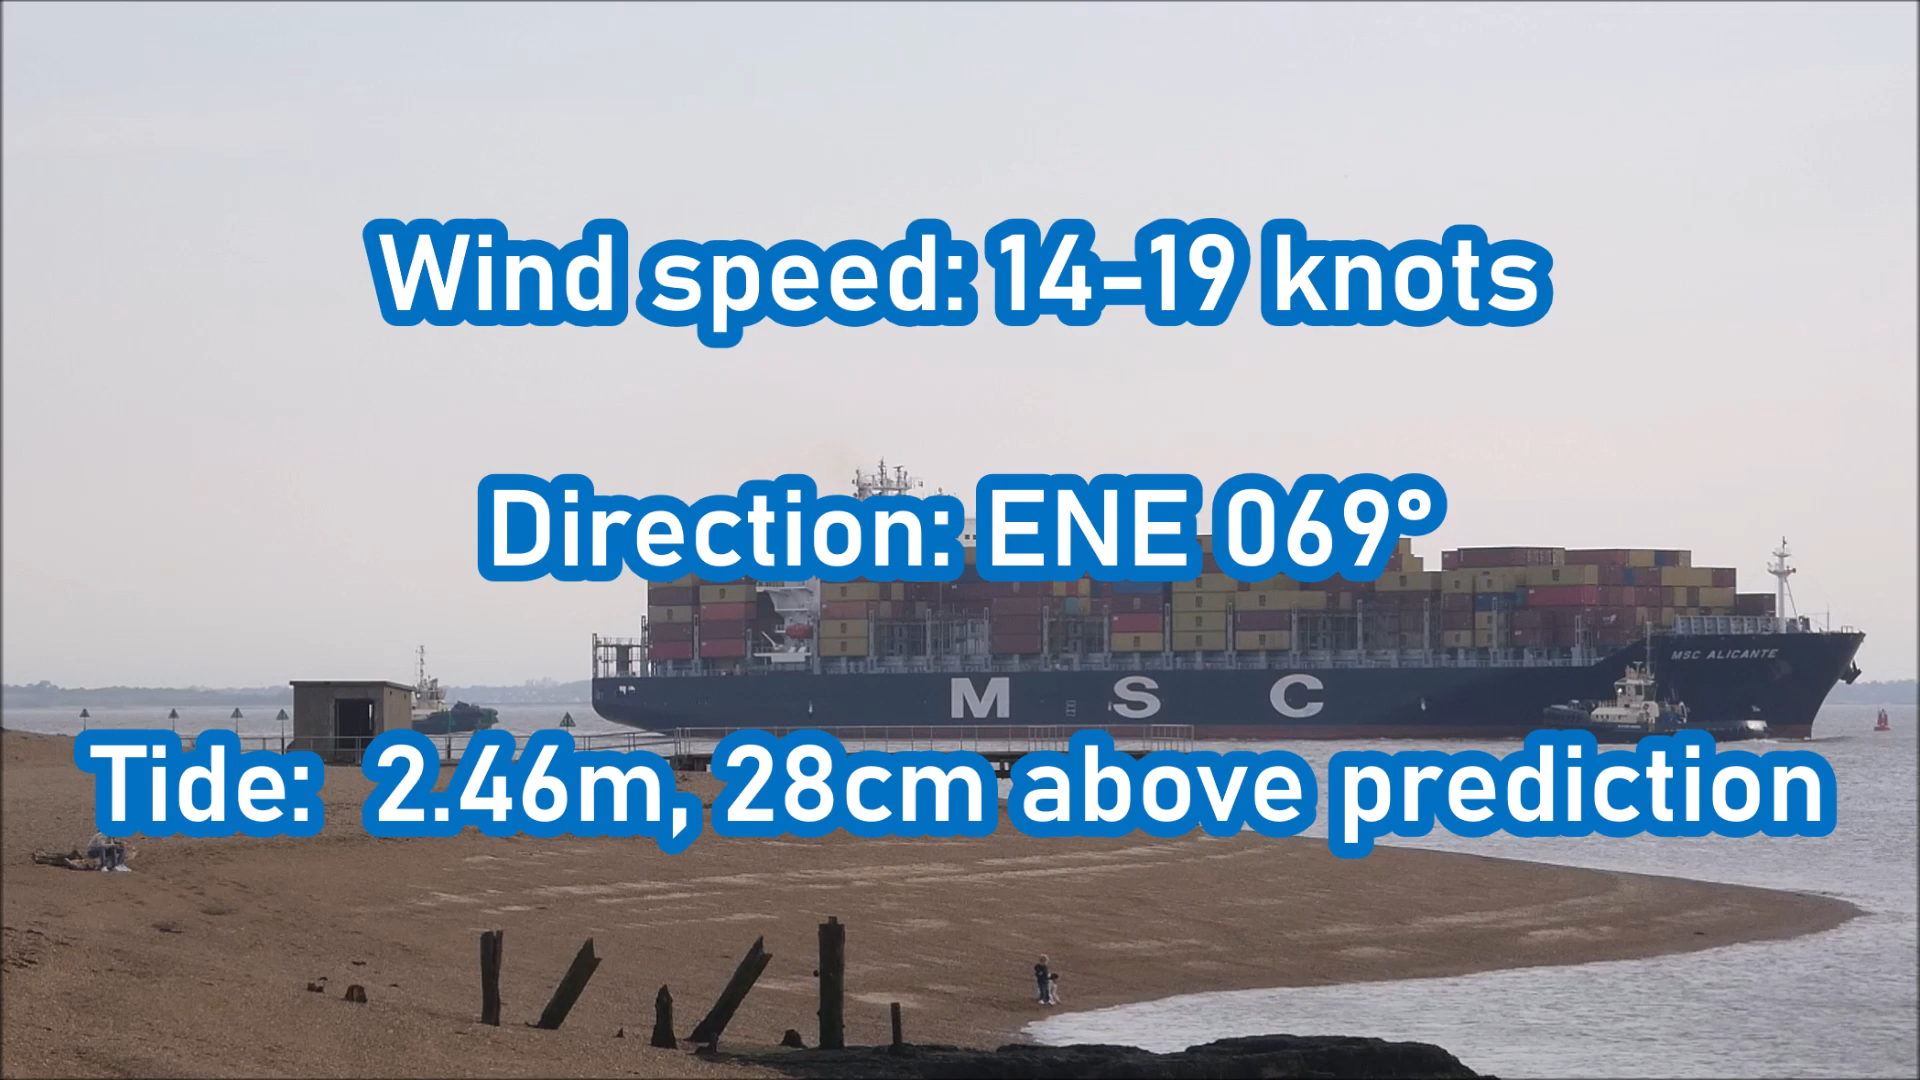 Wind speed: 14-19 knots
Direction: ENE 069°
MSC ALICANTE
M S C
Tide: 2.46m, 28cm above prediction